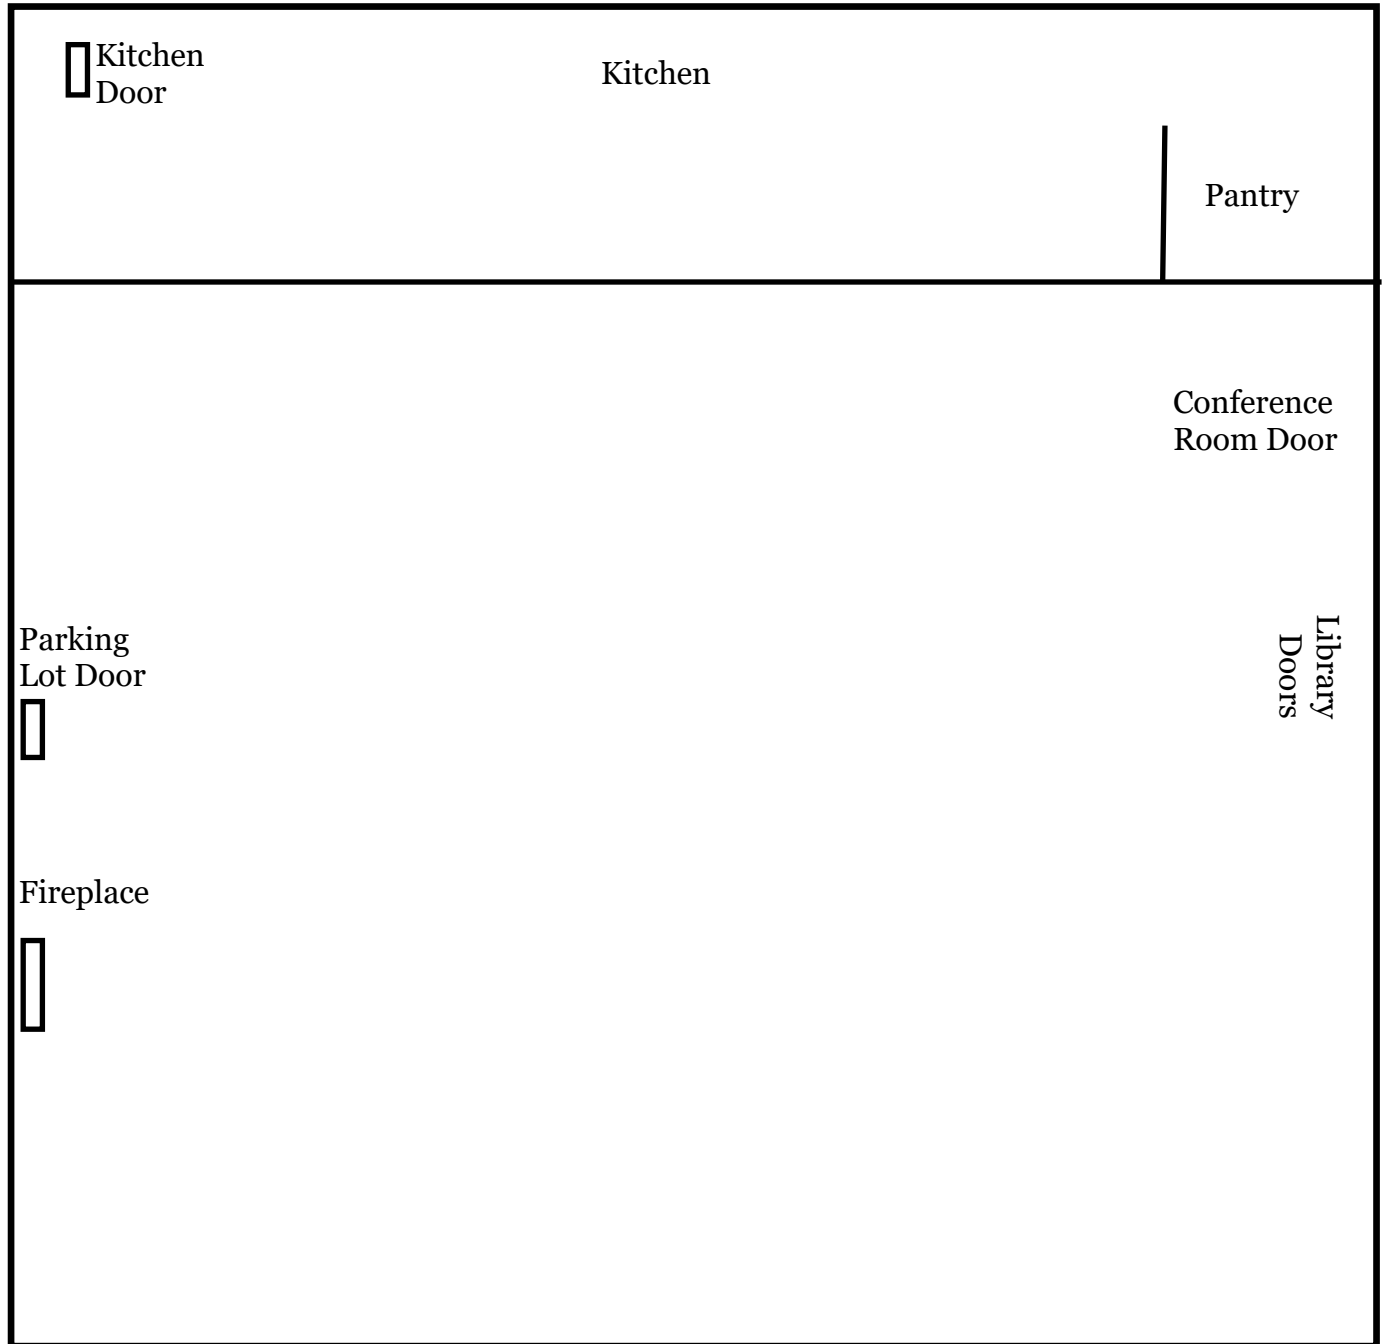 Kitchen
Door
Kitchen
Pantry
Conference
Room Door
Parking
Lot Door
Library
Doors
Fireplace